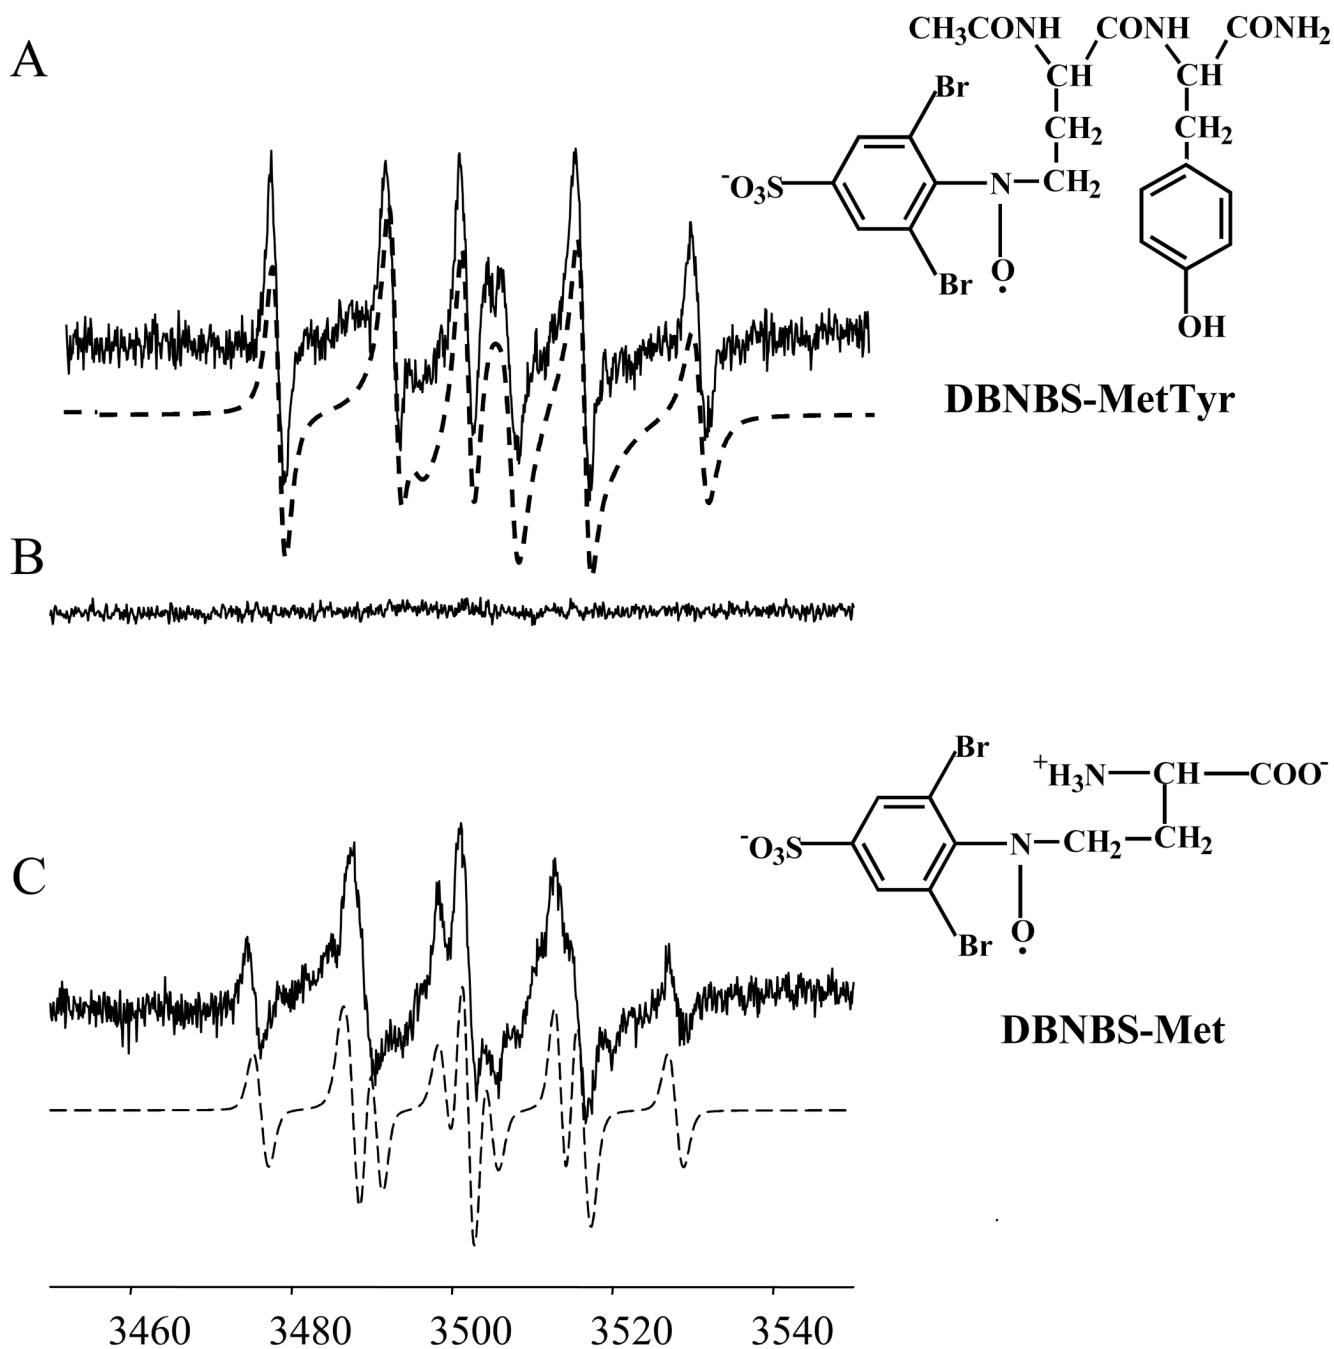 A
CH3CONH CONH CONH₂
CH CH
Br
CH₂ CH₂
⁻O₃S N CH₂
Br O·
OH
DBNBS-MetTyr
B
Br
⁺H₃N CH COO⁻
⁻O₃S N CH₂ CH₂
C
Br O·
DBNBS-Met
3460 3480 3500 3520 3540